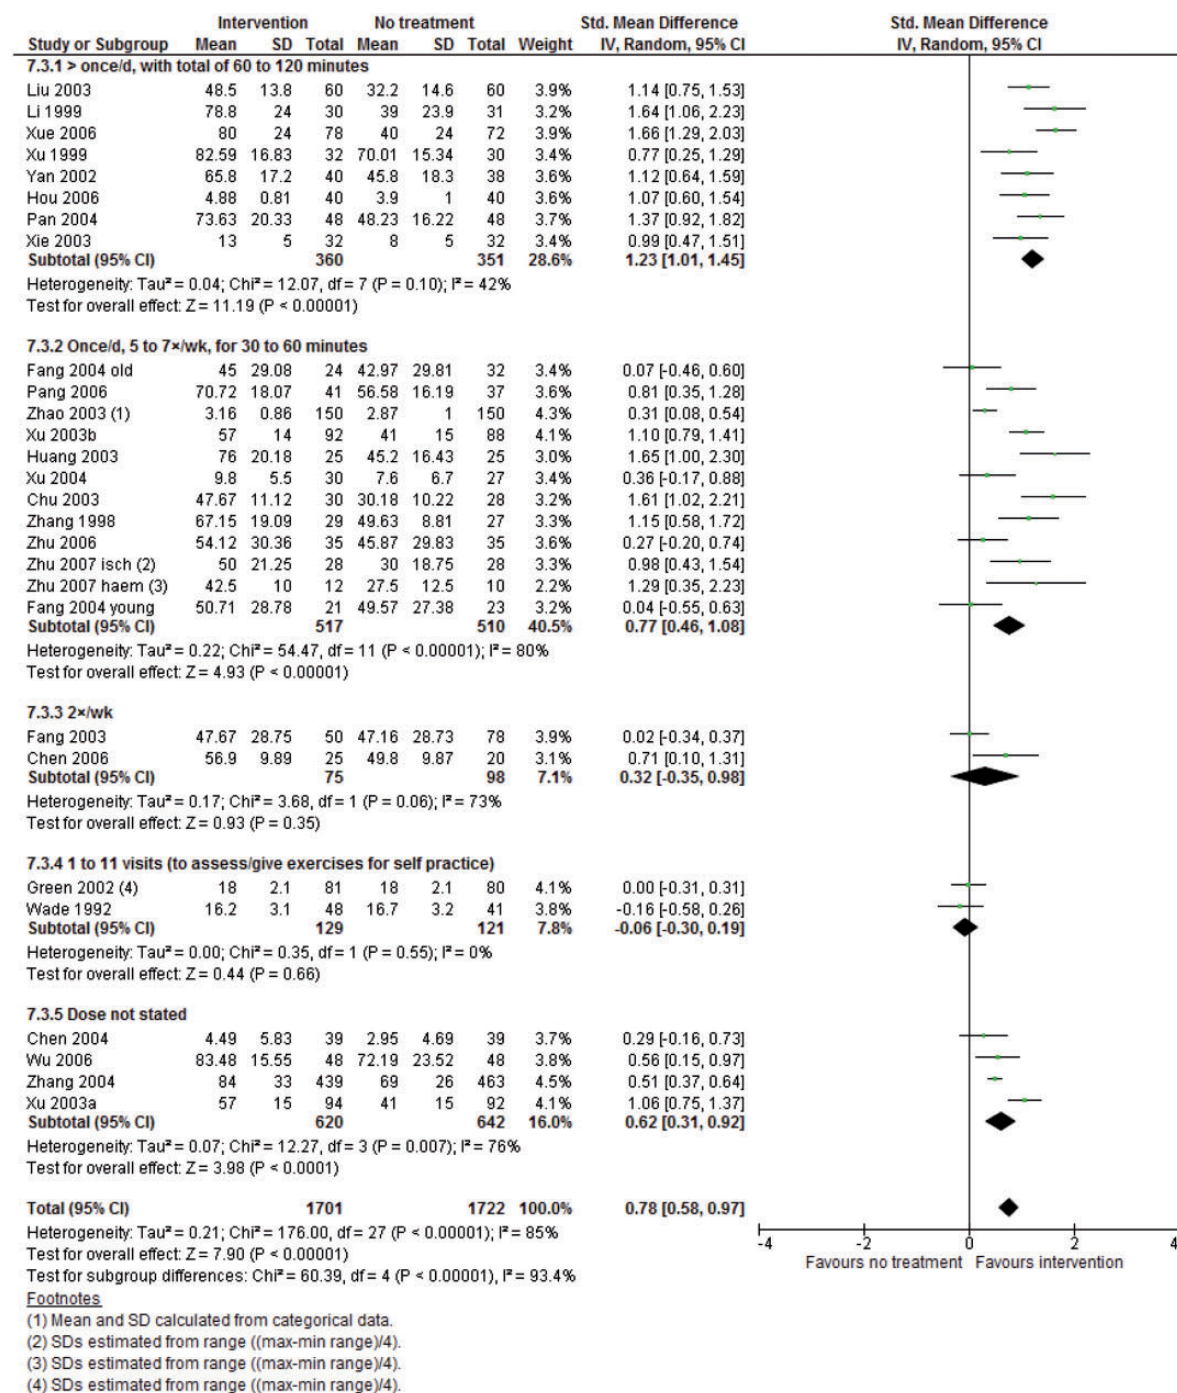 Intervention No treatment Std. Mean Difference Std. Mean Difference
Study or Subgroup Mean SD Total Mean SD Total Weight IV, Random, 95% CI IV, Random, 95% CI
7.3.1 > once/d, with total of 60 to 120 minutes
Liu 2003 48.5 13.8 60 32.2 14.6 60 3.9% 1.14 [0.75, 1.53]
Li 1999 78.8 24 30 39 23.9 31 3.2% 1.64 [1.06, 2.23]
Xue 2006 80 24 78 40 24 72 3.9% 1.66 [1.29, 2.03]
Xu 1999 82.59 16.83 32 70.01 15.34 30 3.4% 0.77 [0.25, 1.29]
Yan 2002 65.8 17.2 40 45.8 18.3 38 3.6% 1.12 [0.64, 1.59]
Hou 2006 4.88 0.81 40 3.9 1 40 3.6% 1.07 [0.60, 1.54]
Pan 2004 73.63 20.33 48 48.23 16.22 48 3.7% 1.37 [0.92, 1.82]
Xie 2003 13 5 32 8 5 32 3.4% 0.99 [0.47, 1.51]
Subtotal (95% CI) 360 351 28.6% 1.23 [1.01, 1.45]
Heterogeneity: Tau² = 0.04; Chi² = 12.07, df = 7 (P = 0.10); I² = 42%
Test for overall effect: Z = 11.19 (P < 0.00001)
7.3.2 Once/d, 5 to 7×/wk, for 30 to 60 minutes
Fang 2004 old 45 29.08 24 42.97 29.81 32 3.4% 0.07 [-0.46, 0.60]
Pang 2006 70.72 18.07 41 56.58 16.19 37 3.6% 0.81 [0.35, 1.28]
Zhao 2003 (1) 3.16 0.86 150 2.87 1 150 4.3% 0.31 [0.08, 0.54]
Xu 2003b 57 14 92 41 15 88 4.1% 1.10 [0.79, 1.41]
Huang 2003 76 20.18 25 45.2 16.43 25 3.0% 1.65 [1.00, 2.30]
Xu 2004 9.8 5.5 30 7.6 6.7 27 3.4% 0.36 [-0.17, 0.88]
Chu 2003 47.67 11.12 30 30.18 10.22 28 3.2% 1.61 [1.02, 2.21]
Zhang 1998 67.15 19.09 29 49.63 8.81 27 3.3% 1.15 [0.58, 1.72]
Zhu 2006 54.12 30.36 35 45.87 29.83 35 3.6% 0.27 [-0.20, 0.74]
Zhu 2007 isch (2) 50 21.25 28 30 18.75 28 3.3% 0.98 [0.43, 1.54]
Zhu 2007 haem (3) 42.5 10 12 27.5 12.5 10 2.2% 1.29 [0.35, 2.23]
Fang 2004 young 50.71 28.78 21 49.57 27.38 23 3.2% 0.04 [-0.55, 0.63]
Subtotal (95% CI) 517 510 40.5% 0.77 [0.46, 1.08]
Heterogeneity: Tau² = 0.22; Chi² = 54.47, df = 11 (P < 0.00001); I² = 80%
Test for overall effect: Z = 4.93 (P < 0.00001)
7.3.3 2×/wk
Fang 2003 47.67 28.75 50 47.16 28.73 78 3.9% 0.02 [-0.34, 0.37]
Chen 2006 56.9 9.89 25 49.8 9.87 20 3.1% 0.71 [0.10, 1.31]
Subtotal (95% CI) 75 98 7.1% 0.32 [-0.35, 0.98]
Heterogeneity: Tau² = 0.17; Chi² = 3.68, df = 1 (P = 0.06); I² = 73%
Test for overall effect: Z = 0.93 (P = 0.35)
7.3.4 1 to 11 visits (to assess/give exercises for self practice)
Green 2002 (4) 18 2.1 81 18 2.1 80 4.1% 0.00 [-0.31, 0.31]
Wade 1992 16.2 3.1 48 16.7 3.2 41 3.8% -0.16 [-0.58, 0.26]
Subtotal (95% CI) 129 121 7.8% -0.06 [-0.30, 0.19]
Heterogeneity: Tau² = 0.00; Chi² = 0.35, df = 1 (P = 0.55); I² = 0%
Test for overall effect: Z = 0.44 (P = 0.66)
7.3.5 Dose not stated
Chen 2004 4.49 5.83 39 2.95 4.69 39 3.7% 0.29 [-0.16, 0.73]
Wu 2006 83.48 15.55 48 72.19 23.52 48 3.8% 0.56 [0.15, 0.97]
Zhang 2004 84 33 439 69 26 463 4.5% 0.51 [0.37, 0.64]
Xu 2003a 57 15 94 41 15 92 4.1% 1.06 [0.75, 1.37]
Subtotal (95% CI) 620 642 16.0% 0.62 [0.31, 0.92]
Heterogeneity: Tau² = 0.07; Chi² = 12.27, df = 3 (P = 0.007); I² = 76%
Test for overall effect: Z = 3.98 (P < 0.0001)
Total (95% CI) 1701 1722 100.0% 0.78 [0.58, 0.97]
Heterogeneity: Tau² = 0.21; Chi² = 176.00, df = 27 (P < 0.00001); I² = 85%
Test for overall effect: Z = 7.90 (P < 0.00001)
Test for subgroup differences: Chi² = 60.39, df = 4 (P < 0.00001), I² = 93.4%
-4 -2 0 2 4
Favours no treatment Favours intervention
Footnotes
(1) Mean and SD calculated from categorical data.
(2) SDs estimated from range ((max-min range)/4).
(3) SDs estimated from range ((max-min range)/4).
(4) SDs estimated from range ((max-min range)/4).